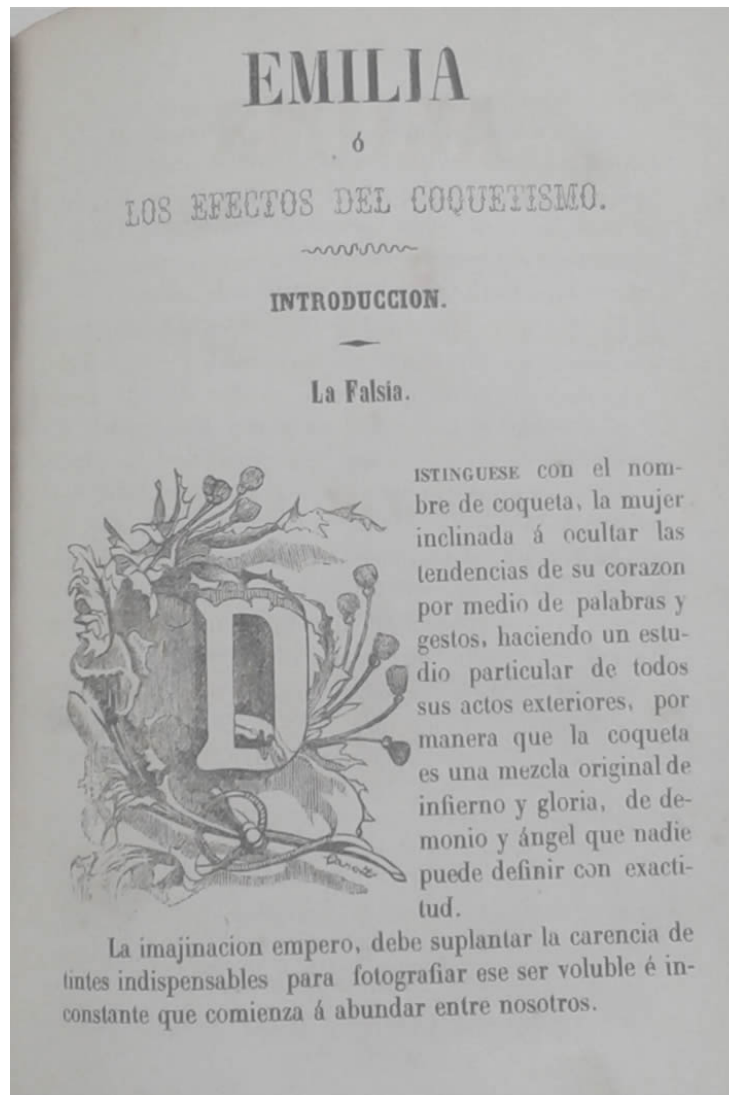 EMILIA
ó
LOS EFECTOS DEL COQUETISMO.
INTRODUCCION.
La Falsia.
DISTINGUESE con el nom-
bre de coqueta, la mujer
inclinada á ocultar las
tendencias de su corazon
por medio de palabras y
gestos, haciendo un estu-
dio particular de todos
sus actos exteriores, por
manera que la coqueta
es una mezcla original de
infierno y gloria, de de-
monio y ángel que nadie
puede definir con exacti-
tud.
La imajinacion empero, debe suplantar la carencia de
tintes indispensables para fotografiar ese ser voluble é in-
constante que comienza á abundar entre nosotros.